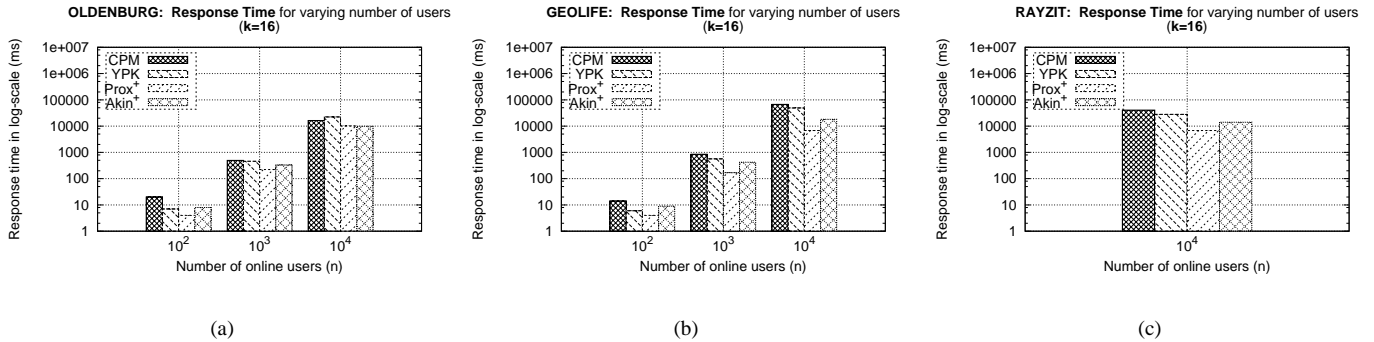 OLDENBURG: Response Time for varying number of users
(k=16)
Response time in log-scale (ms)
1e+007
1e+006
100000
10000
1000
100
10
1
CPM
YPK
Prox+
Akin+
10^2
10^3
10^4
Number of online users (n)
(a)
GEOLIFE: Response Time for varying number of users
(k=16)
Response time in log-scale (ms)
1e+007
1e+006
100000
10000
1000
100
10
1
CPM
YPK
Prox+
Akin+
10^2
10^3
10^4
Number of online users (n)
(b)
RAYZIT: Response Time for varying number of users
(k=16)
Response time in log-scale (ms)
1e+007
1e+006
100000
10000
1000
100
10
1
CPM
YPK
Prox+
Akin+
10^4
Number of online users (n)
(c)